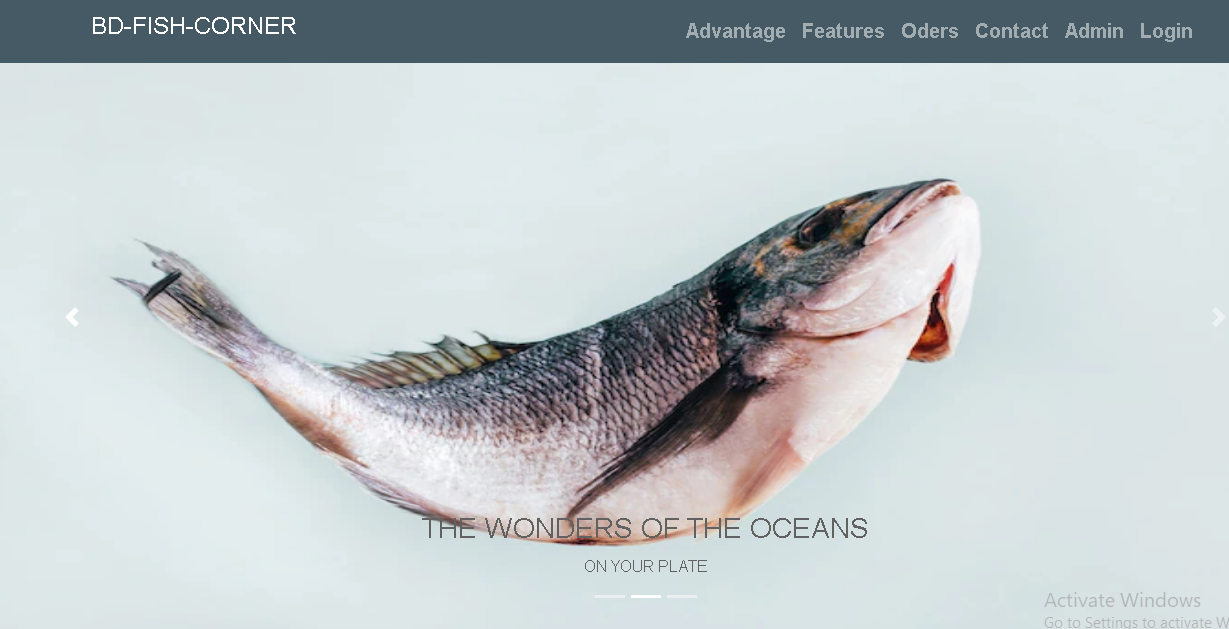 BD-FISH-CORNER
Advantage Features Oders Contact Admin Login
THE WONDERS OF THE OCEANS
ON YOUR PLATE
Activate Windows
Go to Settings to activate W